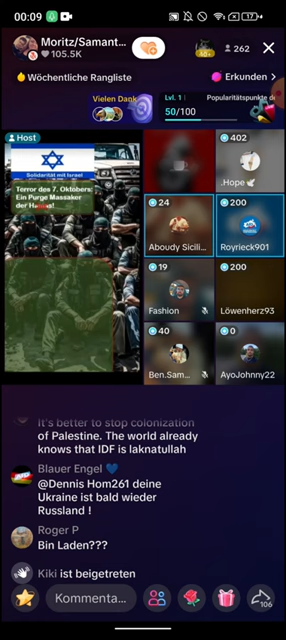 00:09
17
Moritz/Samant...
105.5K
262
Wöchentliche Rangliste
Erkunden >
Vielen Dank
Lvl. 1
Popularitätspunkte de
50/100
Host
Solidarität mit Israel
Terror des 7. Oktobers:
Ein Purge Massaker
der Hamas!
402
.Hope
24
Aboudy Sicili...
200
Royrieck901
19
Fashion
200
Löwenherz93
40
Ben.Sam...
0
AyoJohnny22
It's better to stop colonization
of Palestine. The world already
knows that IDF is laknatullah
Blauer Engel
@Dennis Hom261 deine
Ukraine ist bald wieder
Russland !
Roger P
Bin Laden???
Kiki ist beigetreten
Kommenta...
106